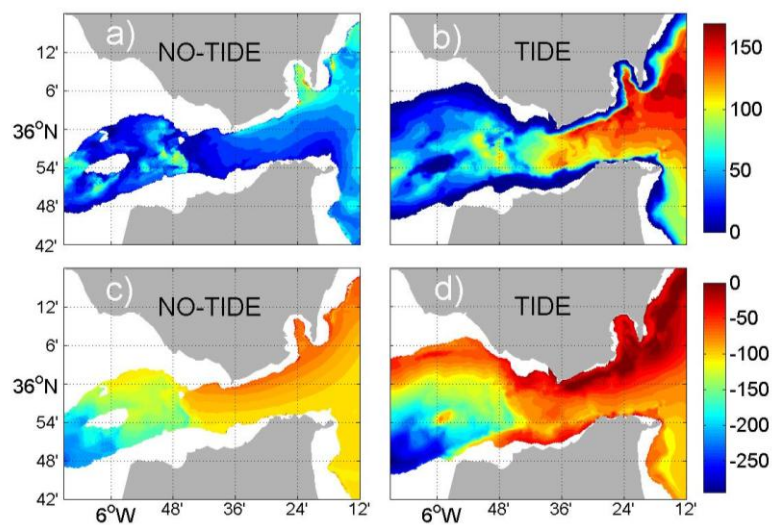 a) NO-TIDE
b) TIDE
12'
6'
36°N
54'
48'
42'
150
100
50
0
c) NO-TIDE
d) TIDE
12'
6'
36°N
54'
48'
42'
0
-50
-100
-150
-200
-250
6°W 48' 36' 24' 12'
6°W 48' 36' 24' 12'